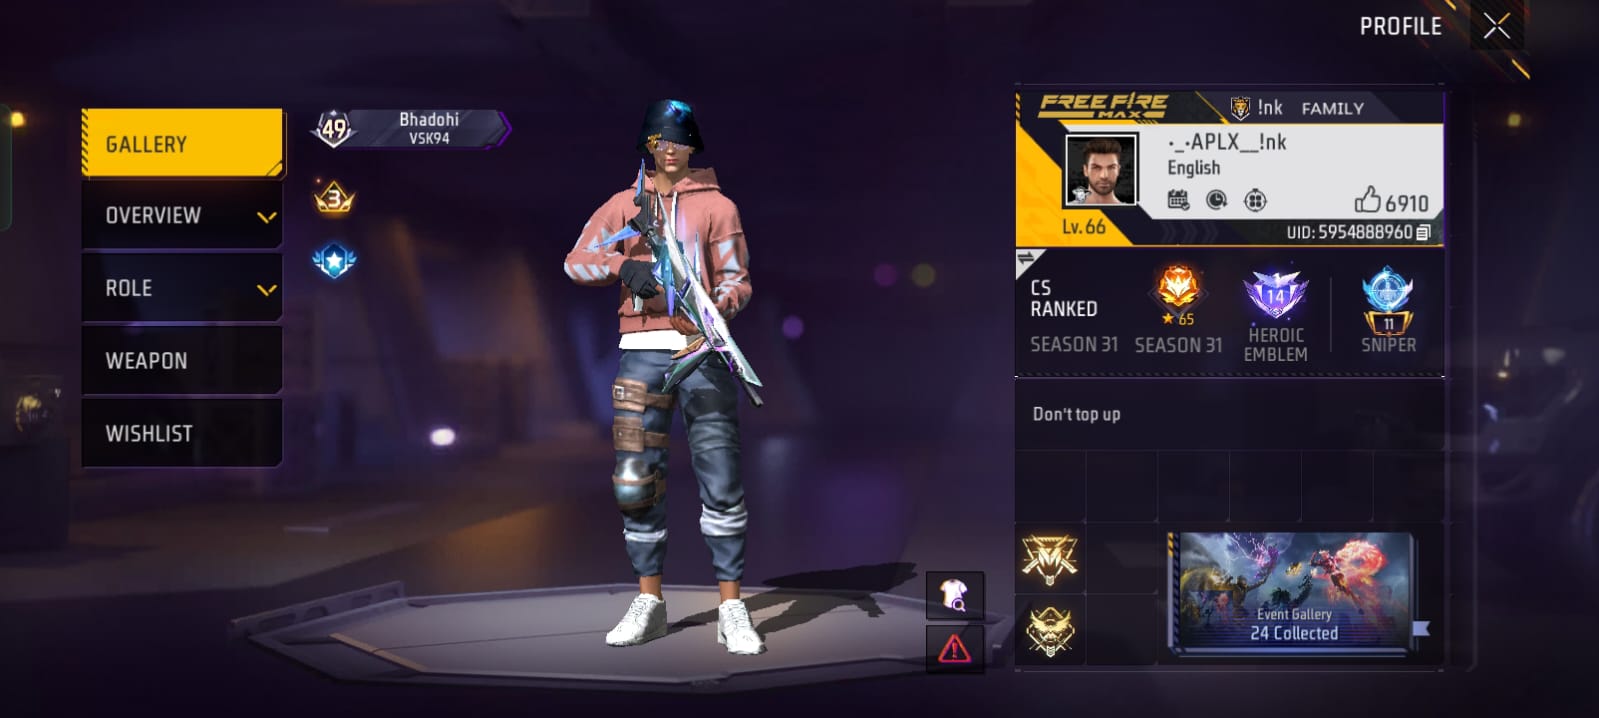 PROFILE
GALLERY
OVERVIEW
ROLE
WEAPON
WISHLIST
49
Bhadohi
VSK94
3
FREE FIRE
MAX
!nk FAMILY
·_·APLX__!nk
English
6910
Lv. 66
UID: 5954888960
CS
RANKED
SEASON 31
65
SEASON 31
14
HEROIC
EMBLEM
11
SNIPER
Don't top up
Event Gallery
24 Collected